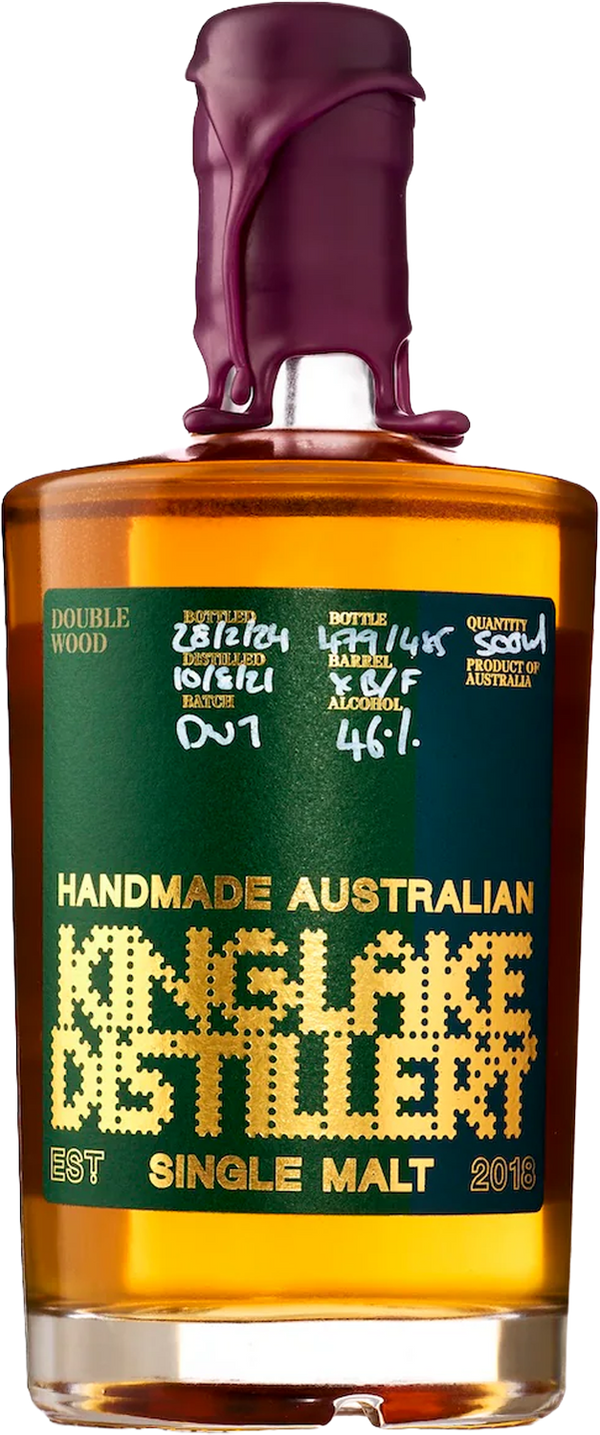 DOUBLE
WOOD
BOTTLED
28/2/24
DISTILLED
10/8/21
BATCH
DW1
BOTTLE
479/485
BARREL
X B/F
ALCOHOL
46%
QUANTITY
500ml
PRODUCT OF
AUSTRALIA
HANDMADE AUSTRALIAN
KINGLAKE
DISTILLERY
EST SINGLE MALT 2018